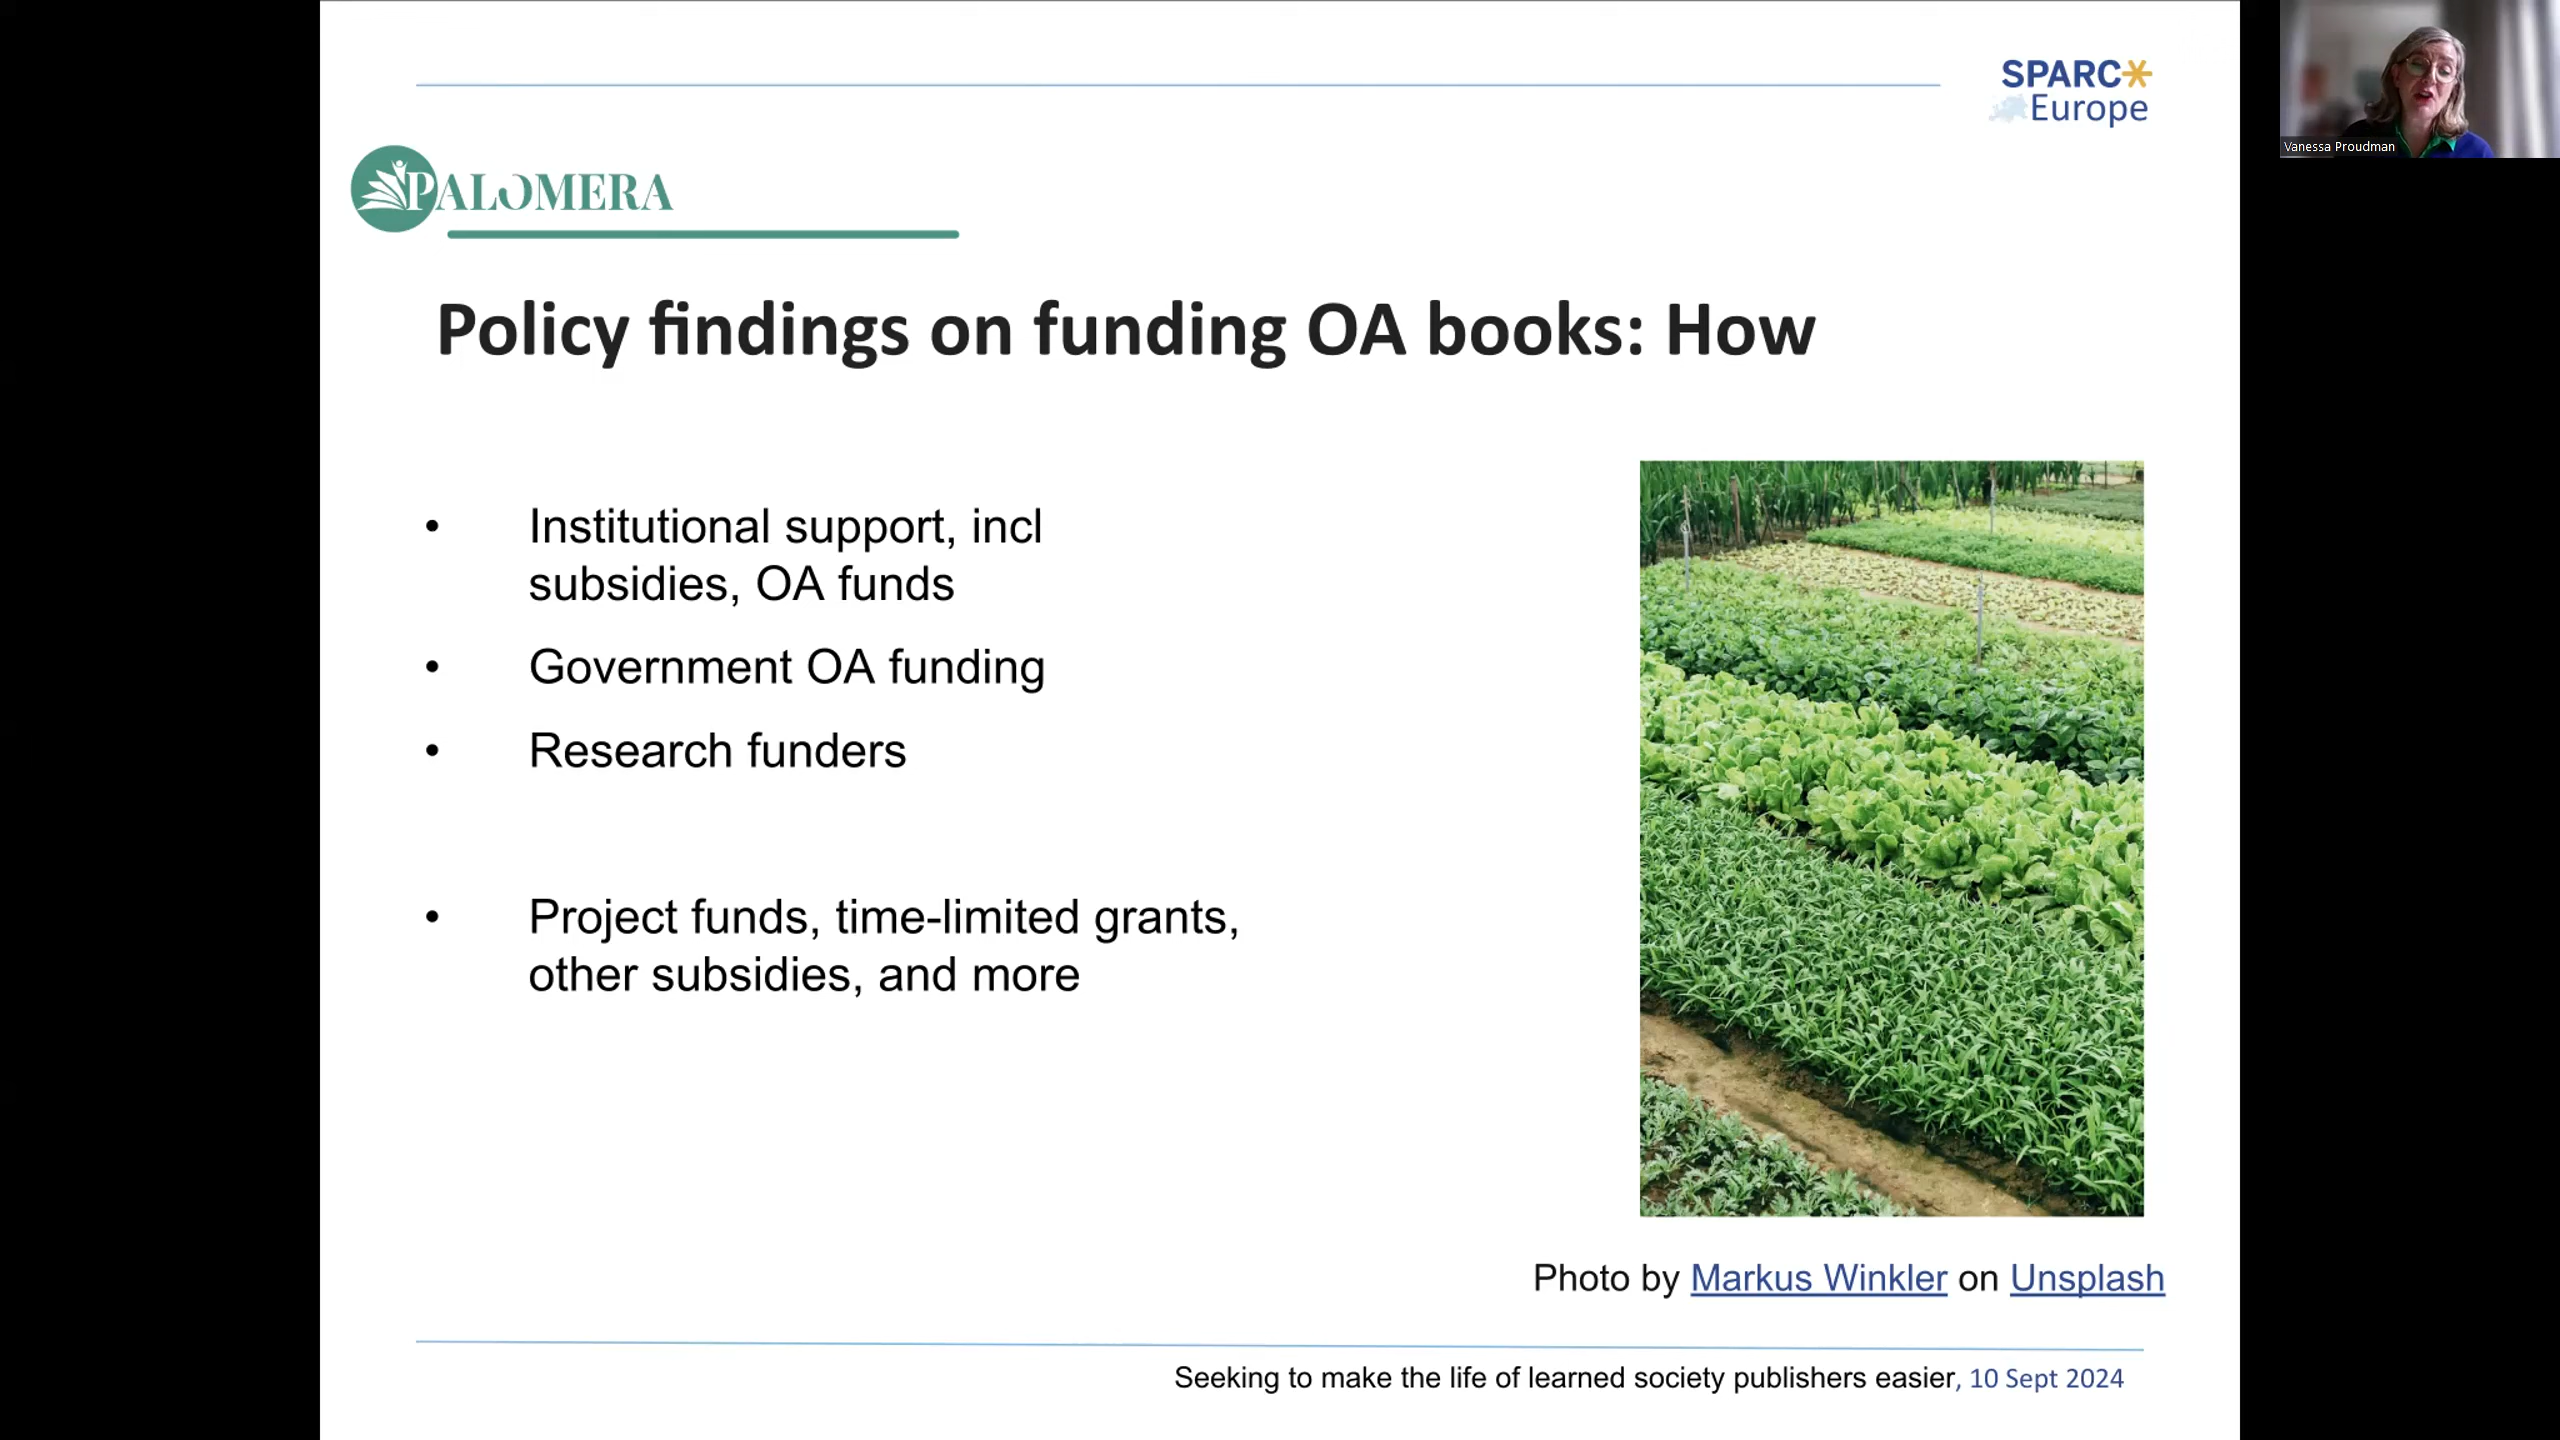 SPARC
Europe
Vanessa Proudman
PALOMERA
Policy findings on funding OA books: How
• Institutional support, incl
subsidies, OA funds
• Government OA funding
• Research funders
• Project funds, time-limited grants,
other subsidies, and more
Photo by Markus Winkler on Unsplash
Seeking to make the life of learned society publishers easier, 10 Sept 2024